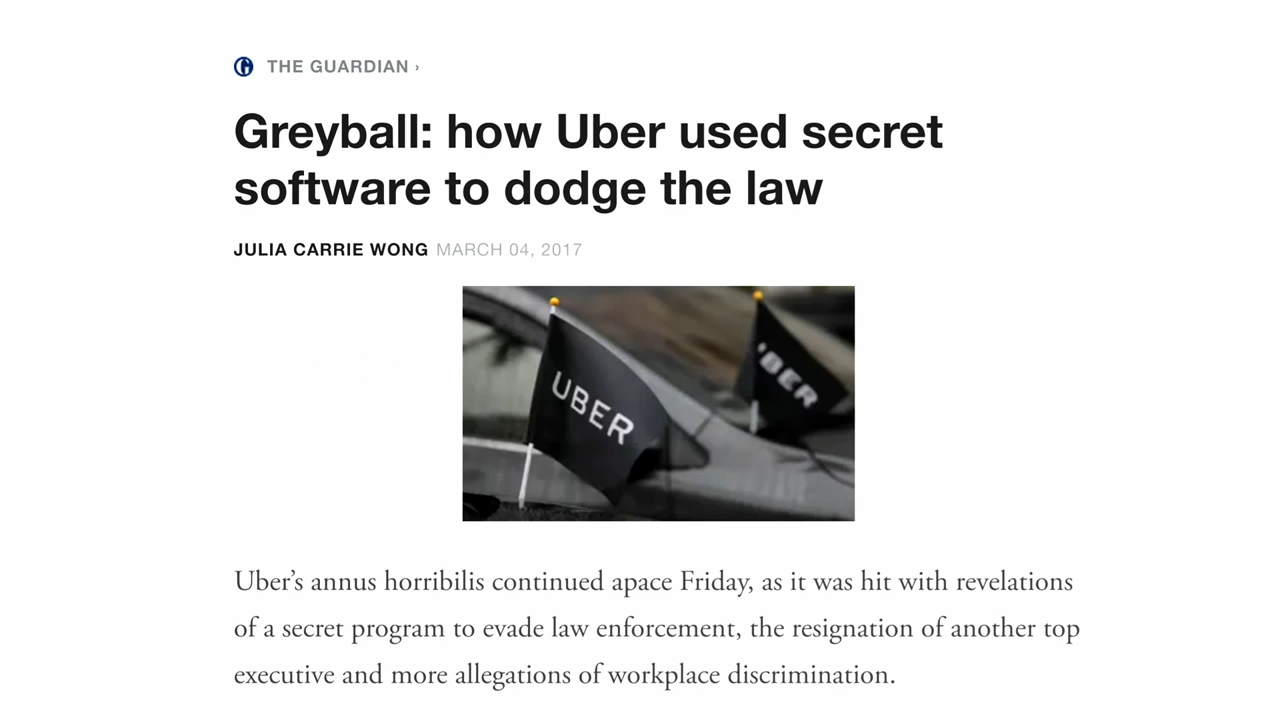 THE GUARDIAN ›
Greyball: how Uber used secret
software to dodge the law
JULIA CARRIE WONG MARCH 04, 2017
UBER
UBER
Uber’s annus horribilis continued apace Friday, as it was hit with revelations
of a secret program to evade law enforcement, the resignation of another top
executive and more allegations of workplace discrimination.